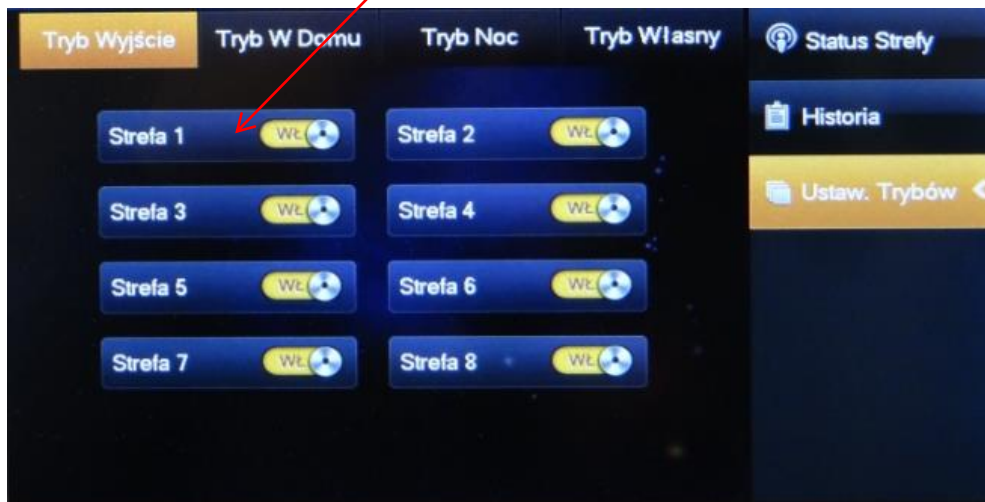 Tryb Wyjście
Tryb W Domu
Tryb Noc
Tryb Własny
Strefa 1 WŁ
Strefa 2 WŁ
Strefa 3 WŁ
Strefa 4 WŁ
Strefa 5 WŁ
Strefa 6 WŁ
Strefa 7 WŁ
Strefa 8 WŁ
Status Strefy
Historia
Ustaw. Trybów